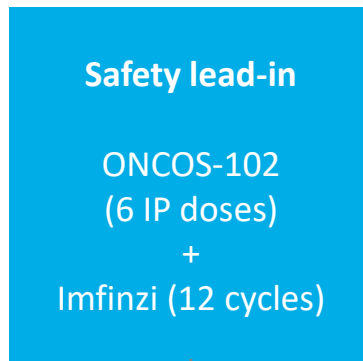 Safety lead-in
ONCOS-102
(6 IP doses)
+
Imfinzi (12 cycles)